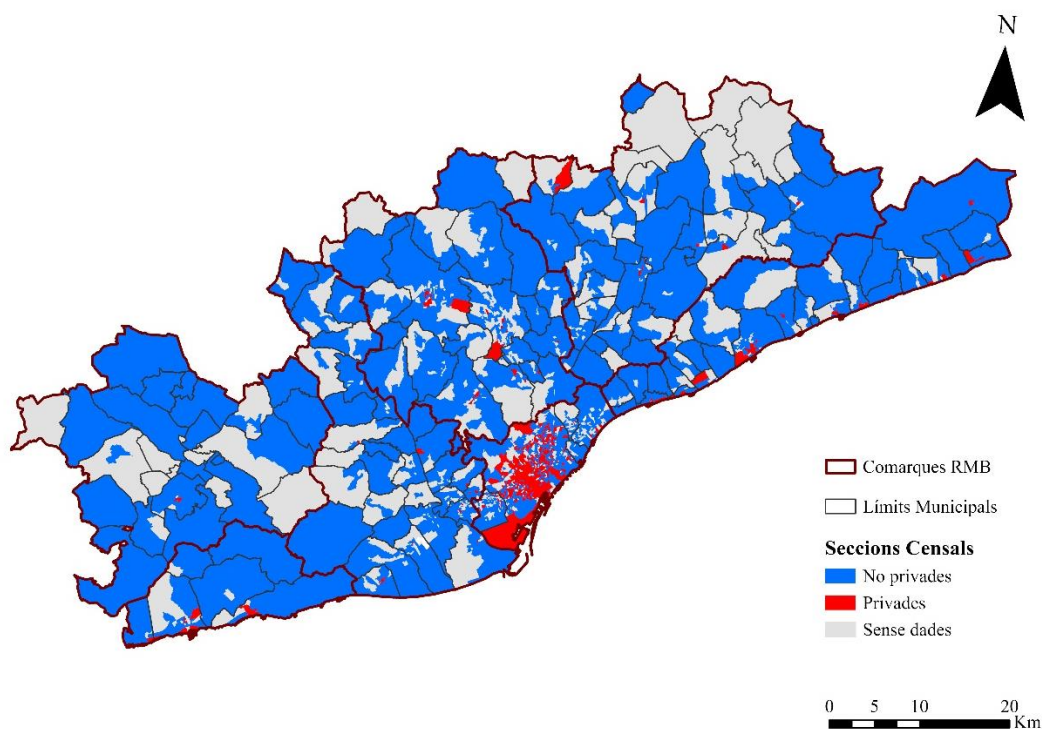 N
Comarques RMB
Límits Municipals
Seccions Censals
No privades
Privades
Sense dades
0 5 10 20
Km